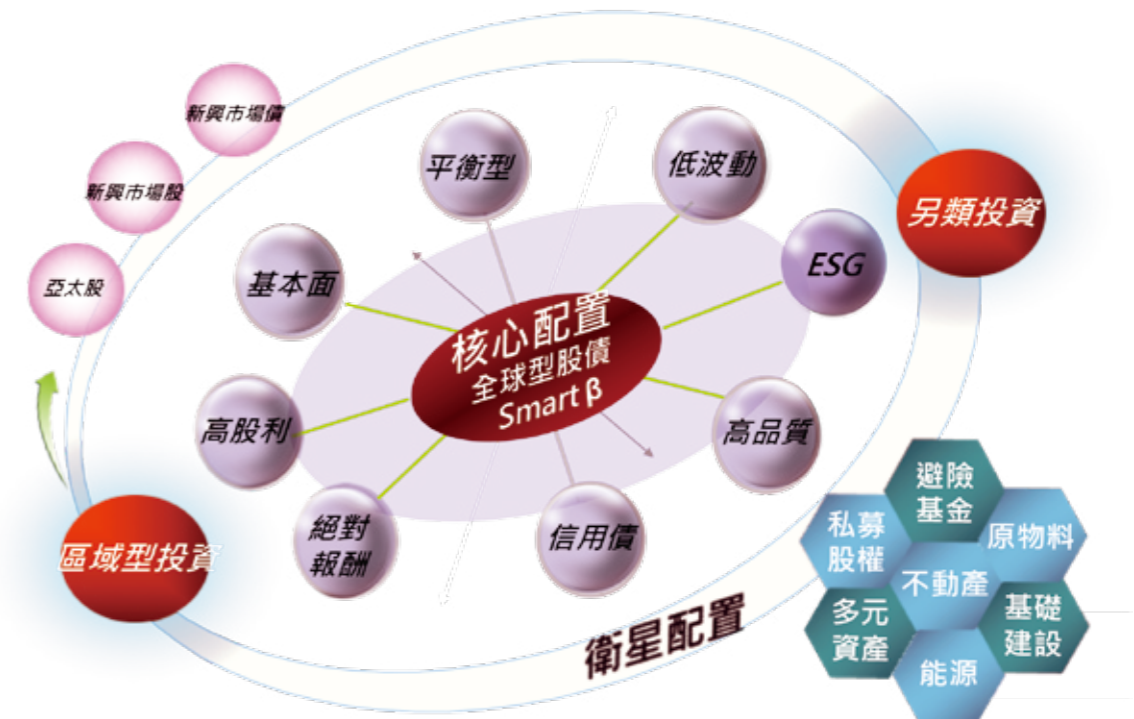 新興市場債
新興市場股
亞太股
平衡型
低波動
另類投資
基本面
ESG
核心配置
全球型股債
Smart β
高股利
高品質
絕對
報酬
信用債
區域型投資
衛星配置
避險
基金
私募
股權
原物料
不動產
多元
資產
基礎
建設
能源